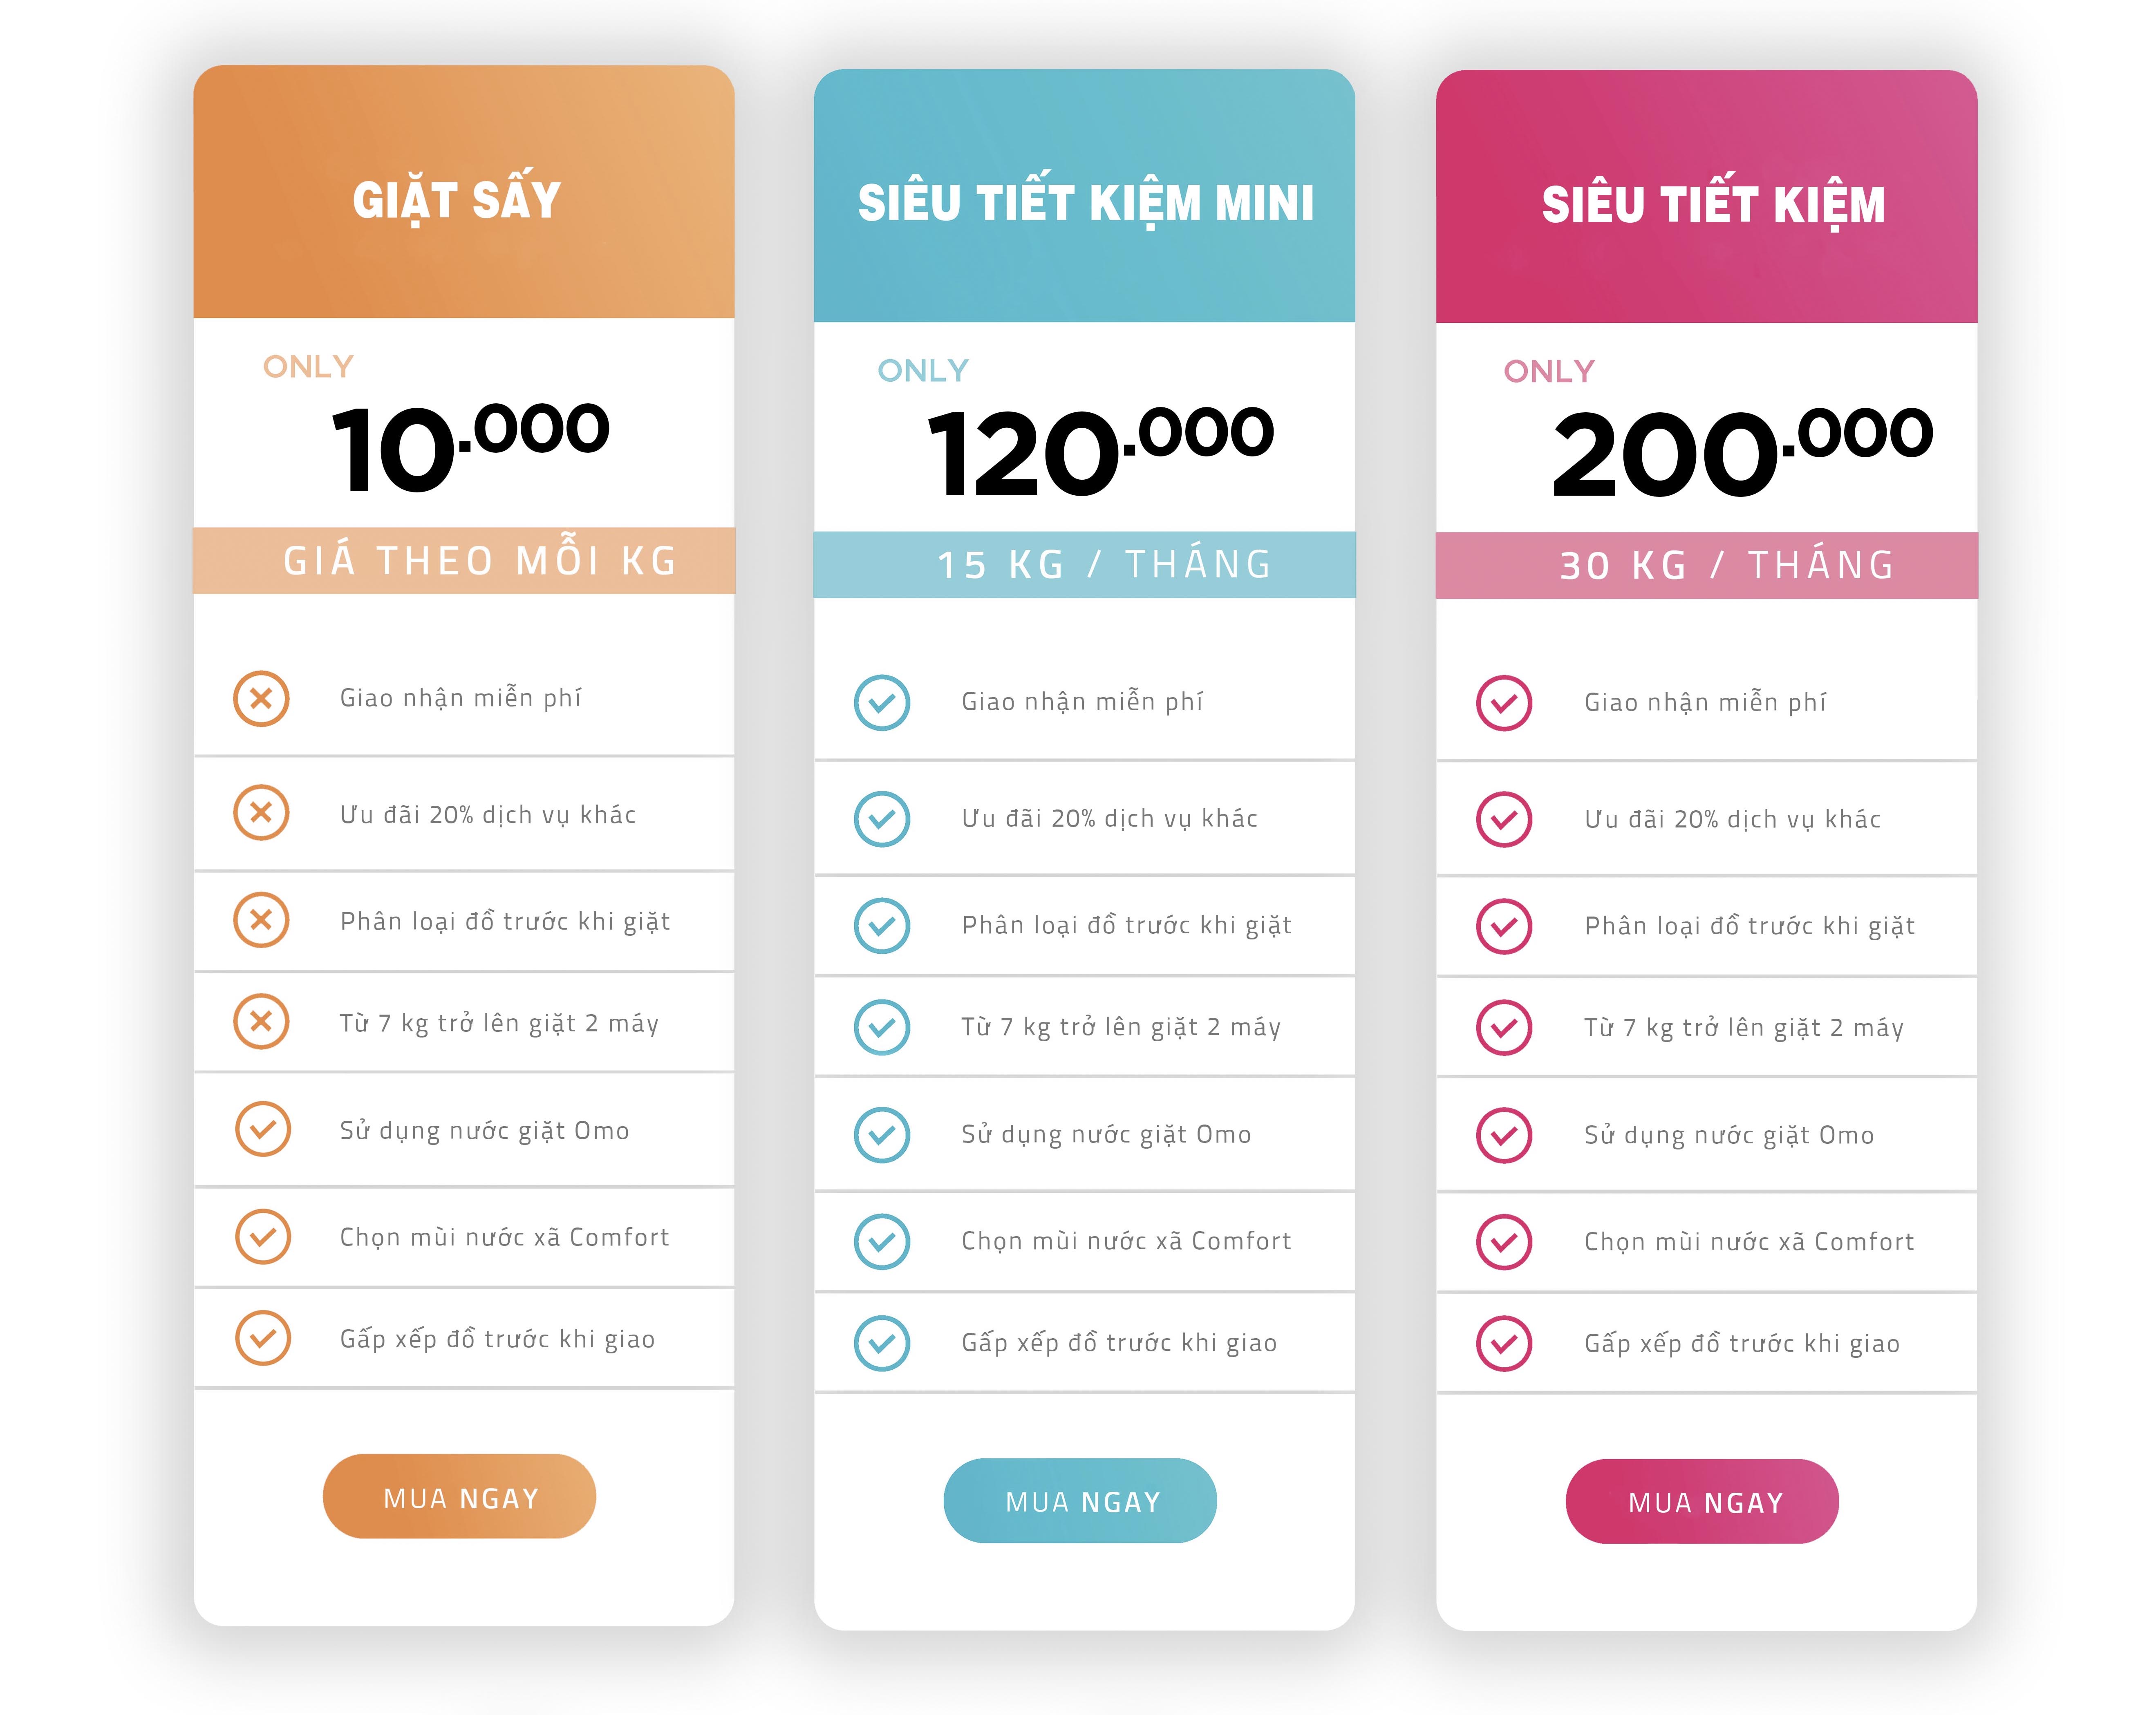 GIẶT SẤY
ONLY
10.000
GIÁ THEO MỖI KG
Giao nhận miễn phí
Ưu đãi 20% dịch vụ khác
Phân loại đồ trước khi giặt
Từ 7 kg trở lên giặt 2 máy
Sử dụng nước giặt Omo
Chọn mùi nước xã Comfort
Gấp xếp đồ trước khi giao
MUA NGAY
SIÊU TIẾT KIỆM MINI
ONLY
120.000
15 KG / THÁNG
Giao nhận miễn phí
Ưu đãi 20% dịch vụ khác
Phân loại đồ trước khi giặt
Từ 7 kg trở lên giặt 2 máy
Sử dụng nước giặt Omo
Chọn mùi nước xã Comfort
Gấp xếp đồ trước khi giao
MUA NGAY
SIÊU TIẾT KIỆM
ONLY
200.000
30 KG / THÁNG
Giao nhận miễn phí
Ưu đãi 20% dịch vụ khác
Phân loại đồ trước khi giặt
Từ 7 kg trở lên giặt 2 máy
Sử dụng nước giặt Omo
Chọn mùi nước xã Comfort
Gấp xếp đồ trước khi giao
MUA NGAY